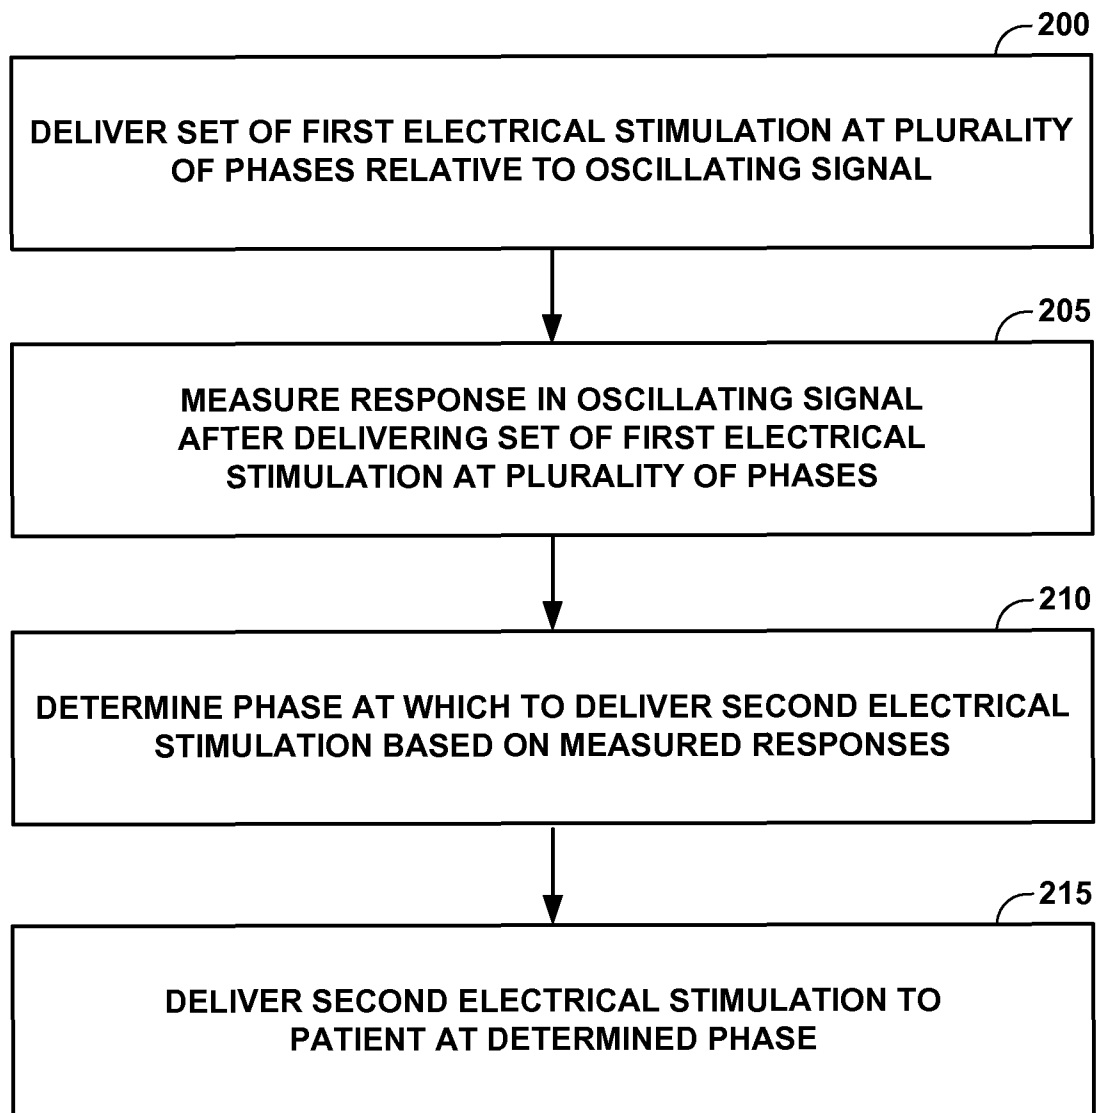 200
DELIVER SET OF FIRST ELECTRICAL STIMULATION AT PLURALITY
OF PHASES RELATIVE TO OSCILLATING SIGNAL
205
MEASURE RESPONSE IN OSCILLATING SIGNAL
AFTER DELIVERING SET OF FIRST ELECTRICAL
STIMULATION AT PLURALITY OF PHASES
210
DETERMINE PHASE AT WHICH TO DELIVER SECOND ELECTRICAL
STIMULATION BASED ON MEASURED RESPONSES
215
DELIVER SECOND ELECTRICAL STIMULATION TO
PATIENT AT DETERMINED PHASE